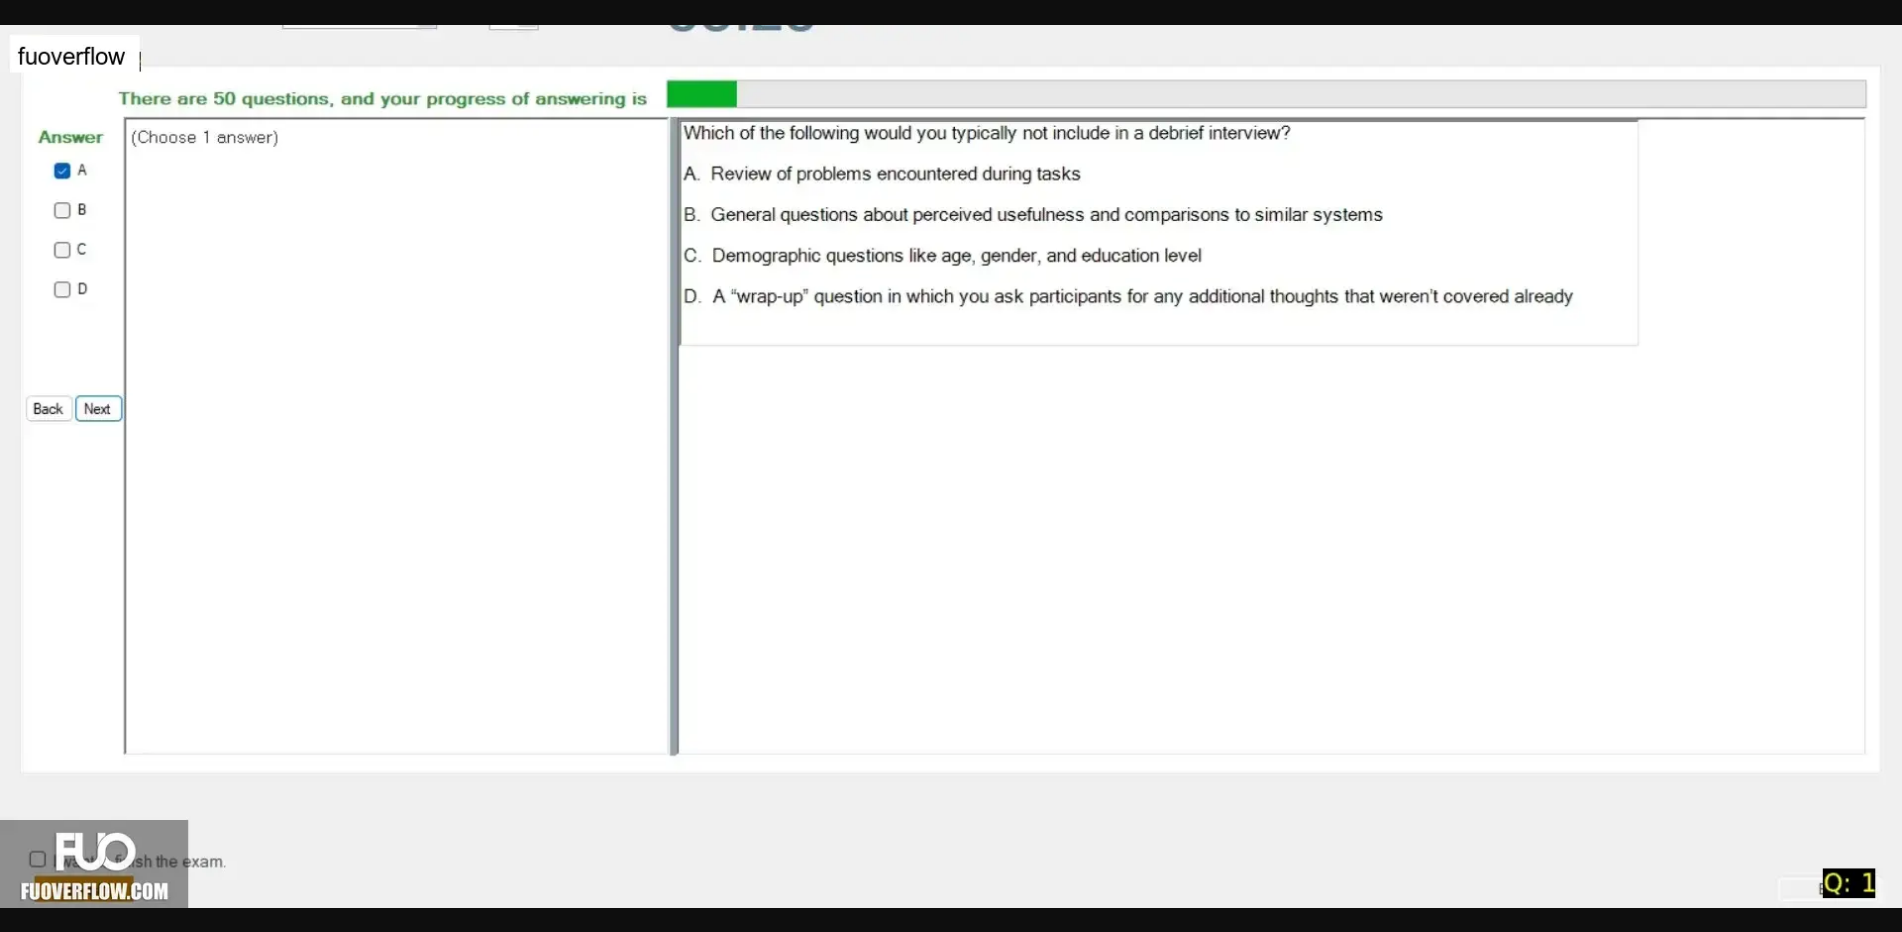 fuoverflow
There are 50 questions, and your progress of answering is
Answer
(Choose 1 answer)
A
B
C
D
Back
Next
Which of the following would you typically not include in a debrief interview?
A. Review of problems encountered during tasks
B. General questions about perceived usefulness and comparisons to similar systems
C. Demographic questions like age, gender, and education level
D. A “wrap-up” question in which you ask participants for any additional thoughts that weren’t covered already
the exam.
FUO
FUOVERFLOW.COM
Q: 1